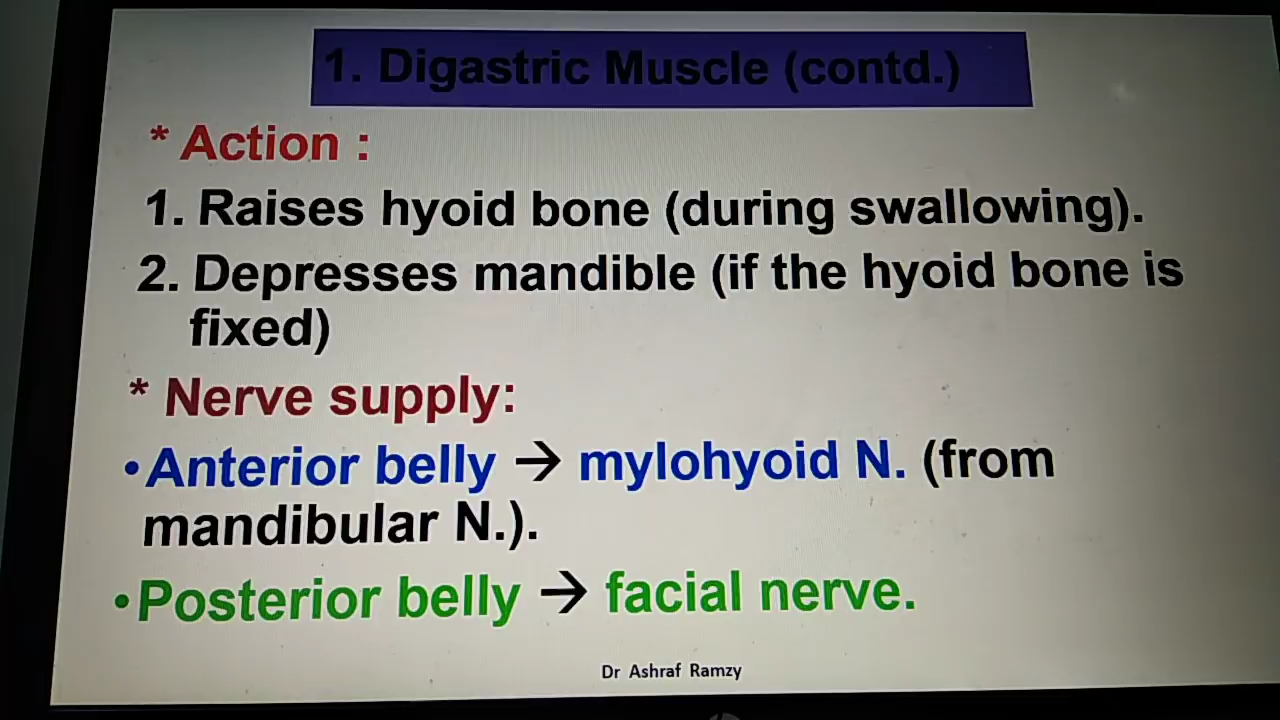 1. Digastric Muscle (contd.)
* Action :
1. Raises hyoid bone (during swallowing).
2. Depresses mandible (if the hyoid bone is
fixed)
* Nerve supply:
•Anterior belly → mylohyoid N. (from
mandibular N.).
•Posterior belly → facial nerve.
Dr Ashraf Ramzy